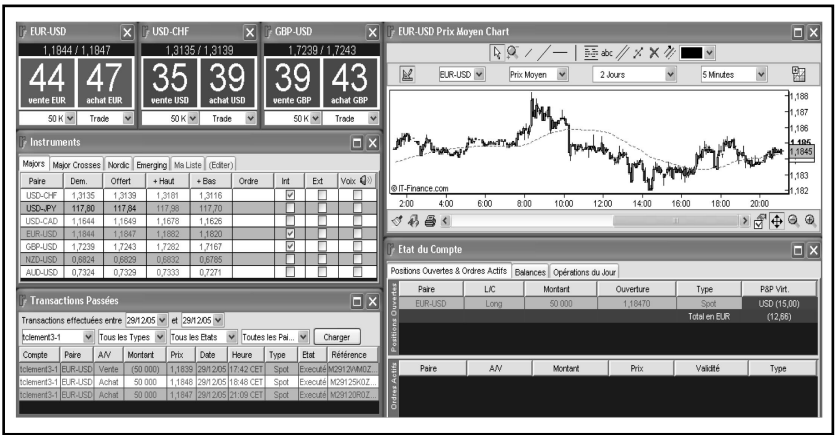 EUR-USD
1,1844 / 1,1847
44
vente EUR
47
achat EUR
50 K
Trade
USD-CHF
1,3135 / 1,3139
35
vente USD
39
achat USD
50 K
Trade
GBP-USD
1,7239 / 1,7243
39
vente GBP
43
achat GBP
50 K
Trade
Instruments
Majors Major Crosses Nordic Emerging Ma Liste (Editer)
Paire Dem. Offert + Haut + Bas Ordre Int Ext Voix
USD-CHF 1,3135 1,3139 1,3181 1,3116
USD-JPY 117,80 117,84 117,98 117,70
USD-CAD 1,1644 1,1649 1,1678 1,1626
EUR-USD 1,1844 1,1847 1,1882 1,1820
GBP-USD 1,7239 1,7243 1,7282 1,7167
NZD-USD 0,6824 0,6829 0,6832 0,6785
AUD-USD 0,7324 0,7329 0,7333 0,7271
Transactions Passées
Transactions effectuées entre 29/12/05 et 29/12/05
tclement3-1 Tous les Types Tous les Etats Toutes les Pai... Charger
Compte Paire A/V Montant Prix Date Heure Type Etat Référence
tclement3-1 EUR-USD Vente (50 000) 1,1839 29/12/05 17:42 CET Spot Executé M2912WM0Z...
tclement3-1 EUR-USD Achat 50 000 1,1848 29/12/05 18:48 CET Spot Executé M29125K0Z...
tclement3-1 EUR-USD Achat 50 000 1,1847 29/12/05 21:09 CET Spot Executé M29120R0Z...
EUR-USD Prix Moyen Chart
abc
EUR-USD Prix Moyen 2 Jours 5 Minutes
1,188
1,187
1,186
1,185
1,1845
1,183
1,182
© IT-Finance.com
2:00 4:00 6:00 8:00 10:00 12:00 14:00 16:00 18:00 20:00
Etat du Compte
Positions Ouvertes & Ordres Actifs Balances Opérations du Jour
Positions Ouvertes
Paire L/C Montant Ouverture Type P&P Virt.
EUR-USD Long 50 000 1,18470 Spot USD (15,00)
Total en EUR (12,66)
Ordres Actifs
Paire A/V Montant Prix Validité Type